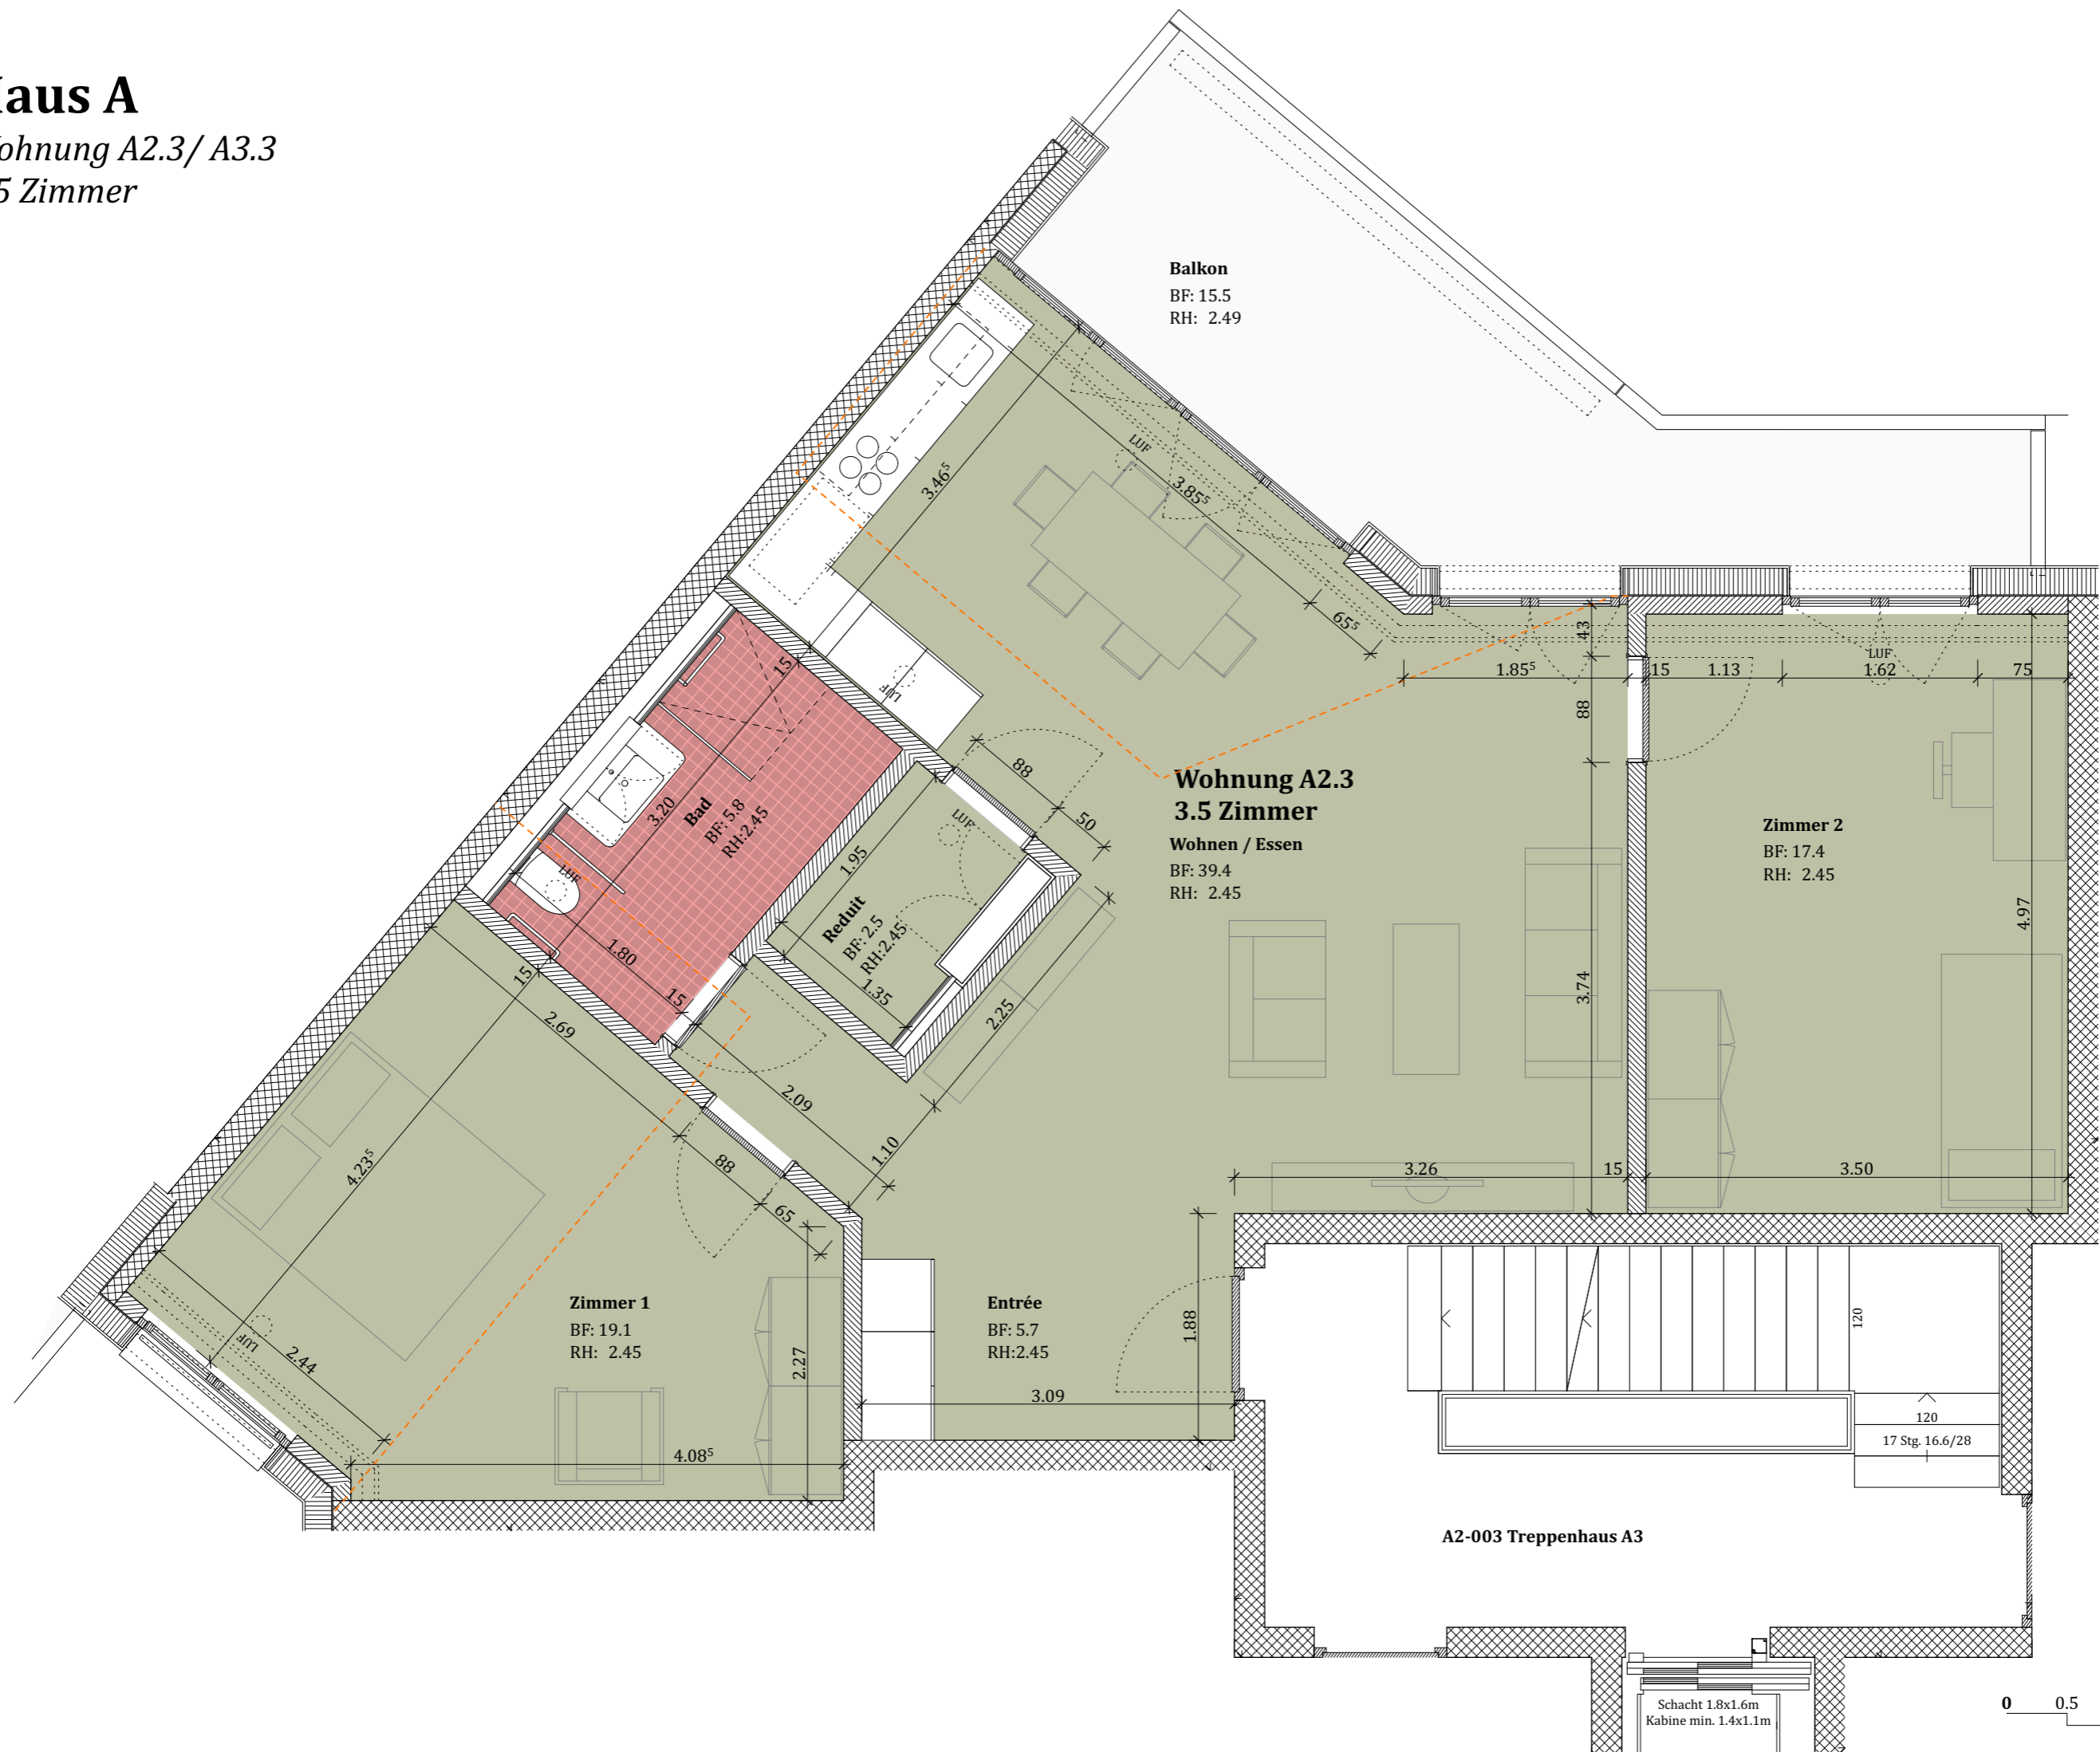 aus A
ohnung A2.3/ A3.3
5 Zimmer
Balkon
BF: 15.5
RH: 2.49
LUF
3.46⁵
3.85⁵
65⁵
43
1.85⁵
15
1.13
LUF
1.62
75
88
15
LUF
88
50
Wohnung A2.3
3.5 Zimmer
Wohnen / Essen
BF: 39.4
RH: 2.45
Zimmer 2
BF: 17.4
RH: 2.45
3.20
Bad
BF: 5.8
RH:2.45
LUF
1.95
Reduit
BF: 2.5
RH:2.45
1.35
LUF
1.80
15
15
2.25
3.74
4.97
2.69
2.09
1.10
88
65
4.23⁵
3.26
15
3.50
LUF
2.44
Zimmer 1
BF: 19.1
RH: 2.45
2.27
4.08⁵
Entrée
BF: 5.7
RH:2.45
1.88
3.09
120
120
17 Stg. 16.6/28
A2-003 Treppenhaus A3
Schacht 1.8x1.6m
Kabine min. 1.4x1.1m
0 0.5